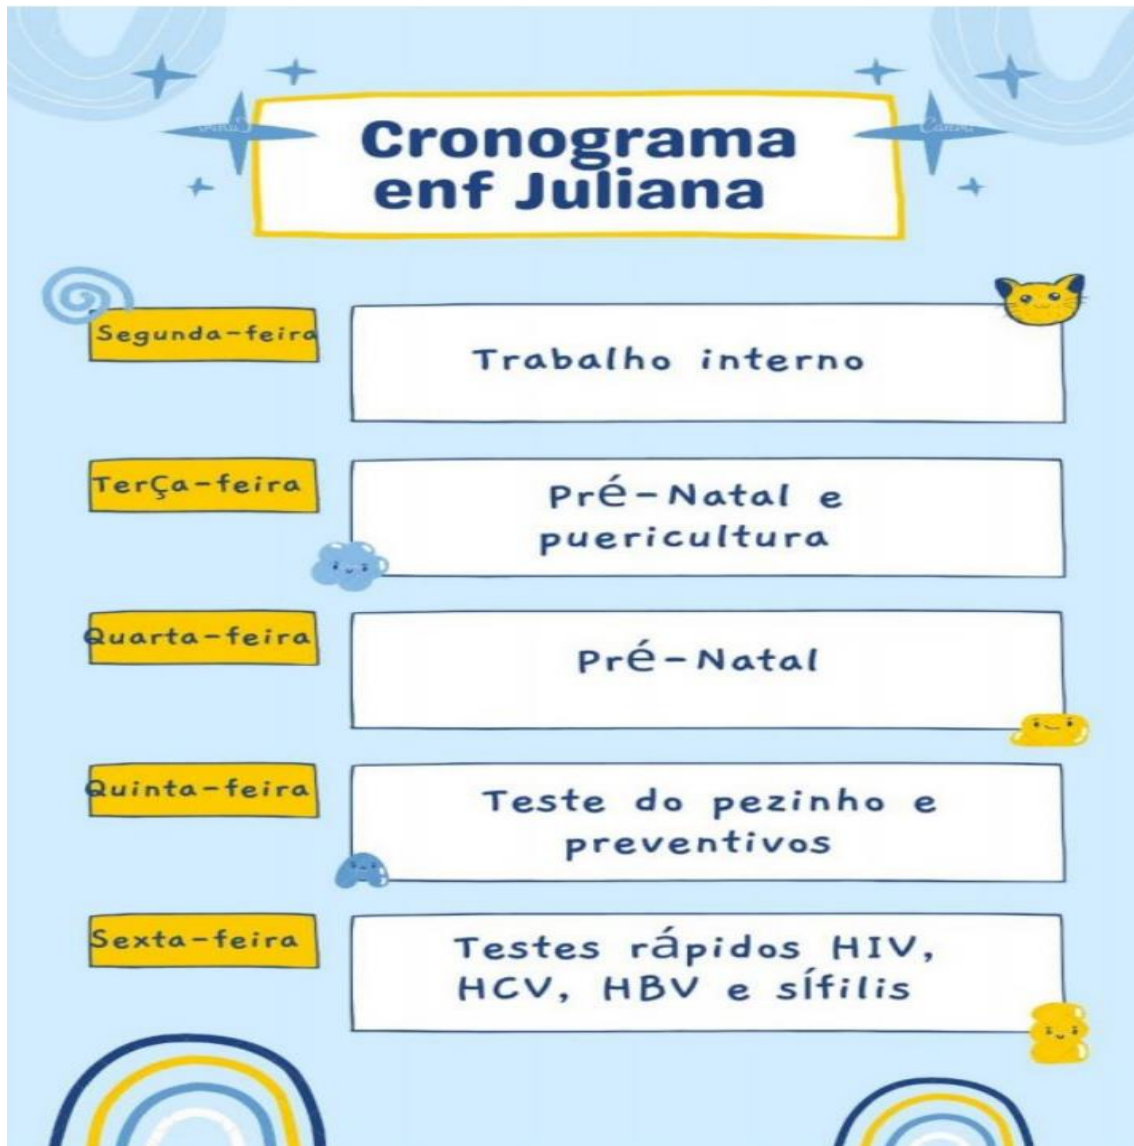 Cronograma
enf Juliana
Segunda-feira
Trabalho interno
Terça-feira
Pré-Natal e
puericultura
Quarta-feira
Pré-Natal
Quinta-feira
Teste do pezinho e
preventivos
Sexta-feira
Testes rápidos HIV,
HCV, HBV e sífilis